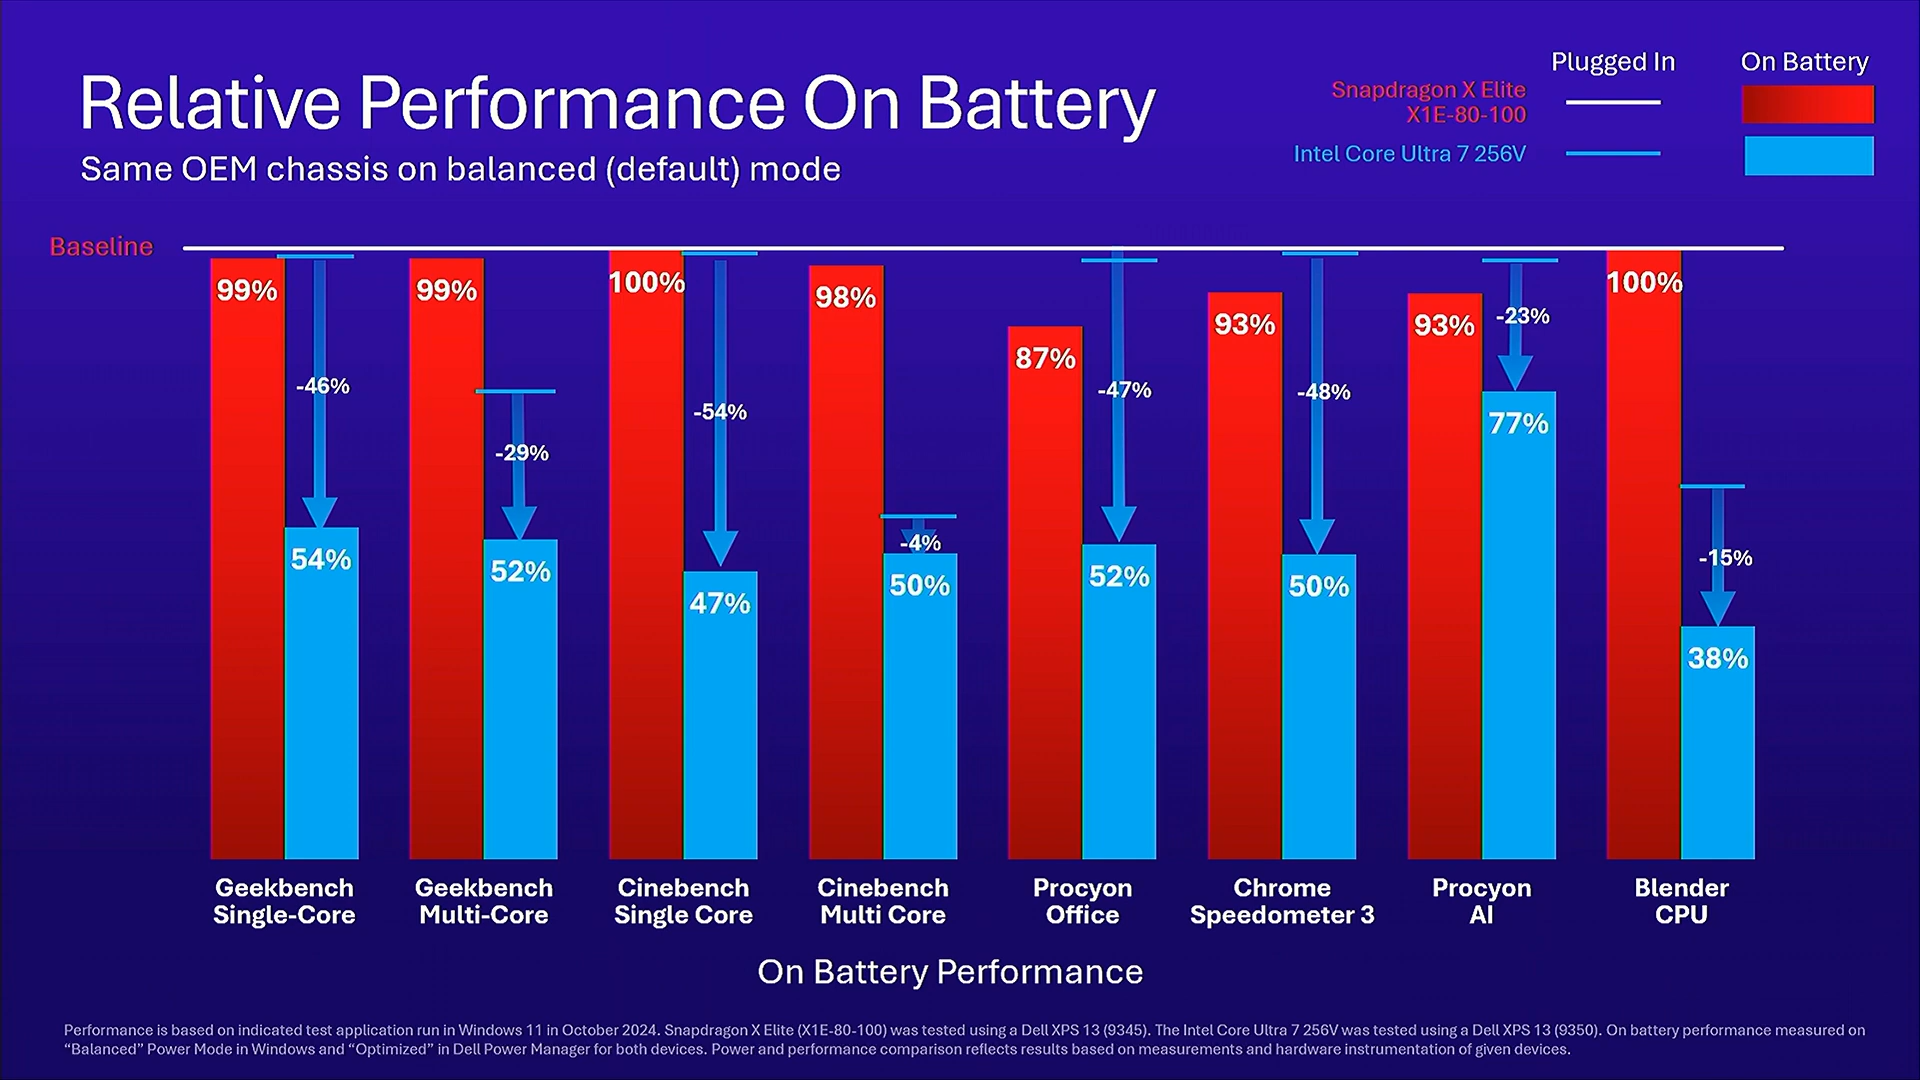 Relative Performance On Battery
Same OEM chassis on balanced (default) mode
Plugged In
On Battery
Snapdragon X Elite
X1E-80-100
Intel Core Ultra 7 256V
Baseline
99%
-46%
54%
99%
-29%
52%
100%
-54%
47%
98%
-4%
50%
87%
-47%
52%
93%
-48%
50%
93%
-23%
77%
100%
-15%
38%
Geekbench
Single-Core
Geekbench
Multi-Core
Cinebench
Single Core
Cinebench
Multi Core
Procyon
Office
Chrome
Speedometer 3
Procyon
AI
Blender
CPU
On Battery Performance
Performance is based on indicated test application run in Windows 11 in October 2024. Snapdragon X Elite (X1E-80-100) was tested using a Dell XPS 13 (9345). The Intel Core Ultra 7 256V was tested using a Dell XPS 13 (9350). On battery performance measured on
“Balanced” Power Mode in Windows and “Optimized” in Dell Power Manager for both devices. Power and performance comparison reflects results based on measurements and hardware instrumentation of given devices.